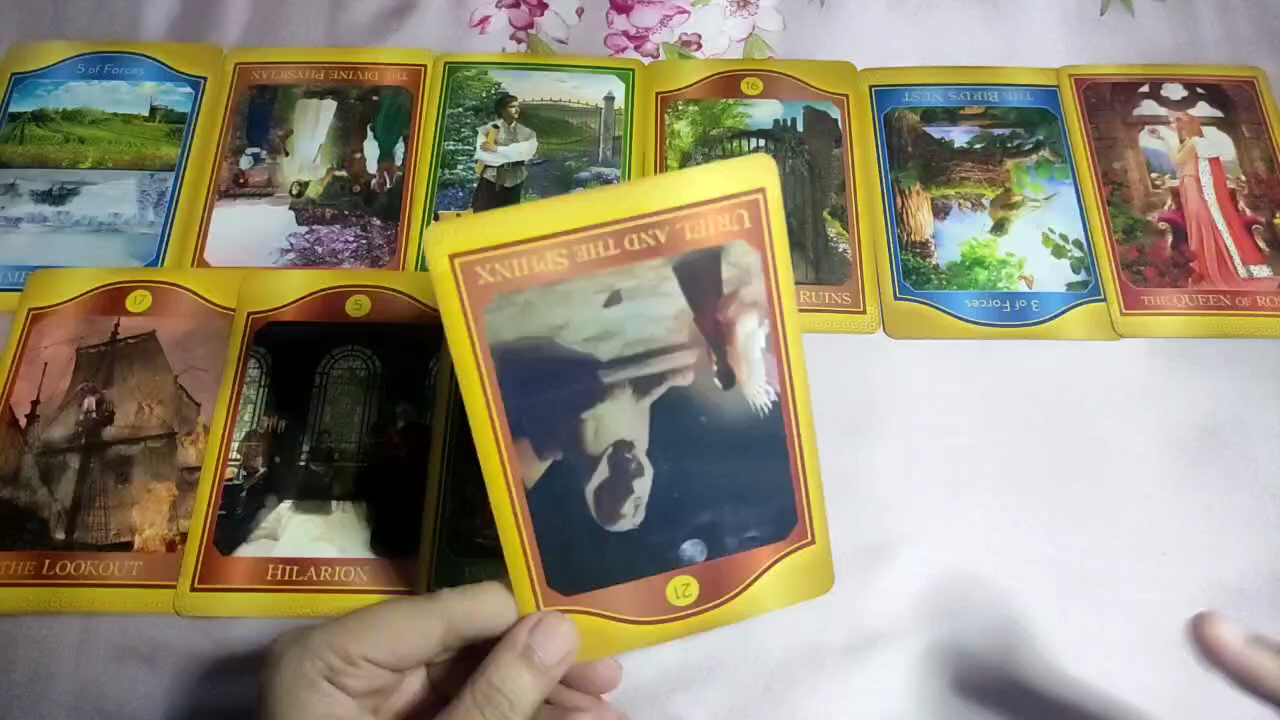 5 of Forces
THE DIVINE PHYSICIAN
16
RUINS
THE BIRD'S NEST
3 of Forces
THE QUEEN OF RO
17
THE LOOKOUT
5
HILARION
URIEL AND THE SPHINX
21